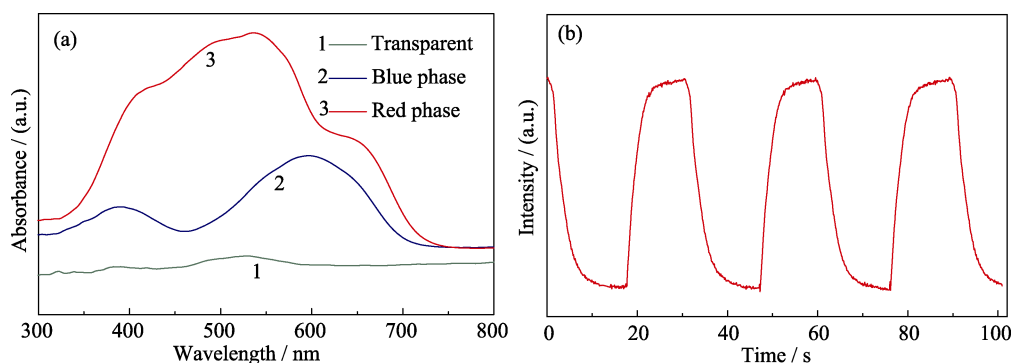 (a)
1 Transparent
2 Blue phase
3 Red phase
3
2
1
Absorbance / (a.u.)
300 400 500 600 700 800
Wavelength / nm
(b)
Intensity / (a.u.)
0 20 40 60 80 100
Time / s